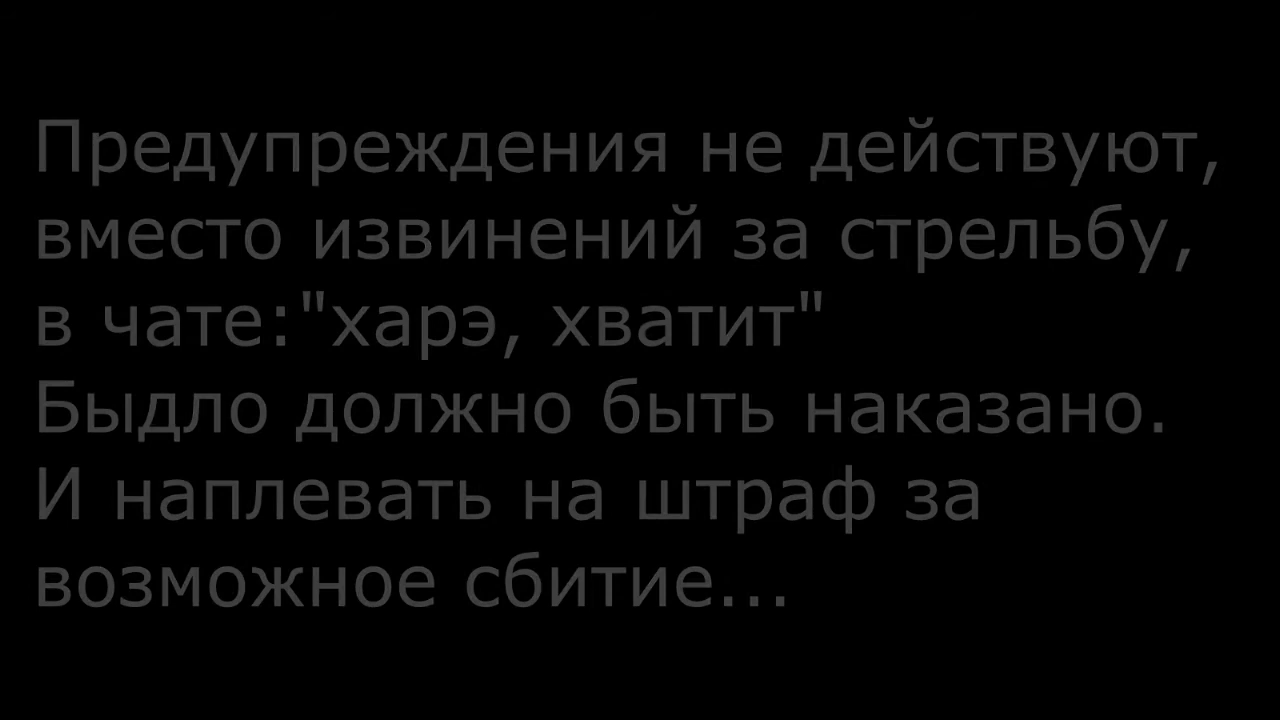 Предупреждения не действуют,
вместо извинений за стрельбу,
в чате:"харэ, хватит"
Быдло должно быть наказано.
И наплевать на штраф за
возможное сбитие...